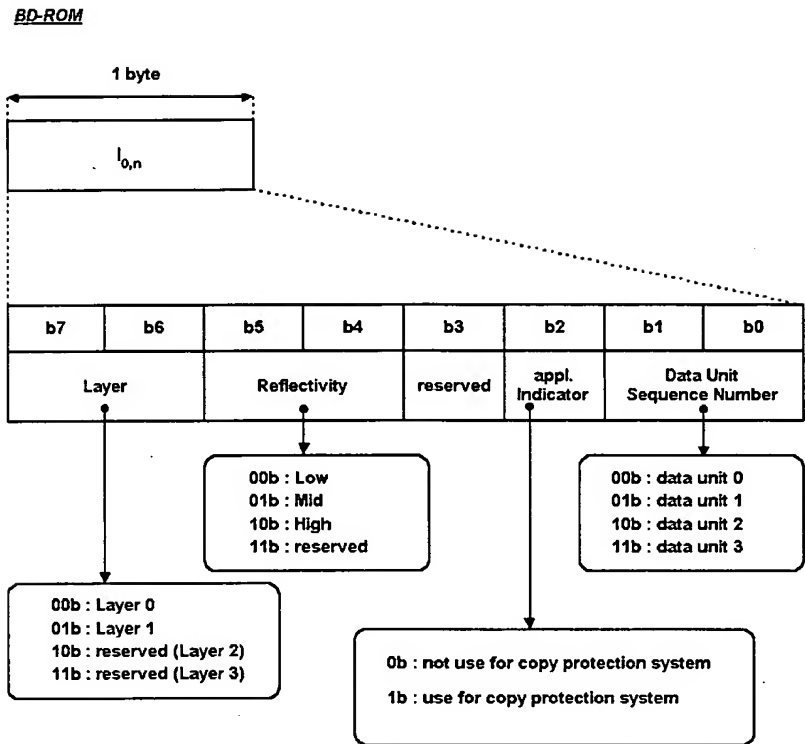 BD-ROM
1 byte
I0,n
b7 b6 b5 b4 b3 b2 b1 b0
Layer Reflectivity reserved appl. Indicator Data Unit Sequence Number
00b : Low
01b : Mid
10b : High
11b : reserved
00b : data unit 0
01b : data unit 1
10b : data unit 2
11b : data unit 3
00b : Layer 0
01b : Layer 1
10b : reserved (Layer 2)
11b : reserved (Layer 3)
0b : not use for copy protection system
1b : use for copy protection system